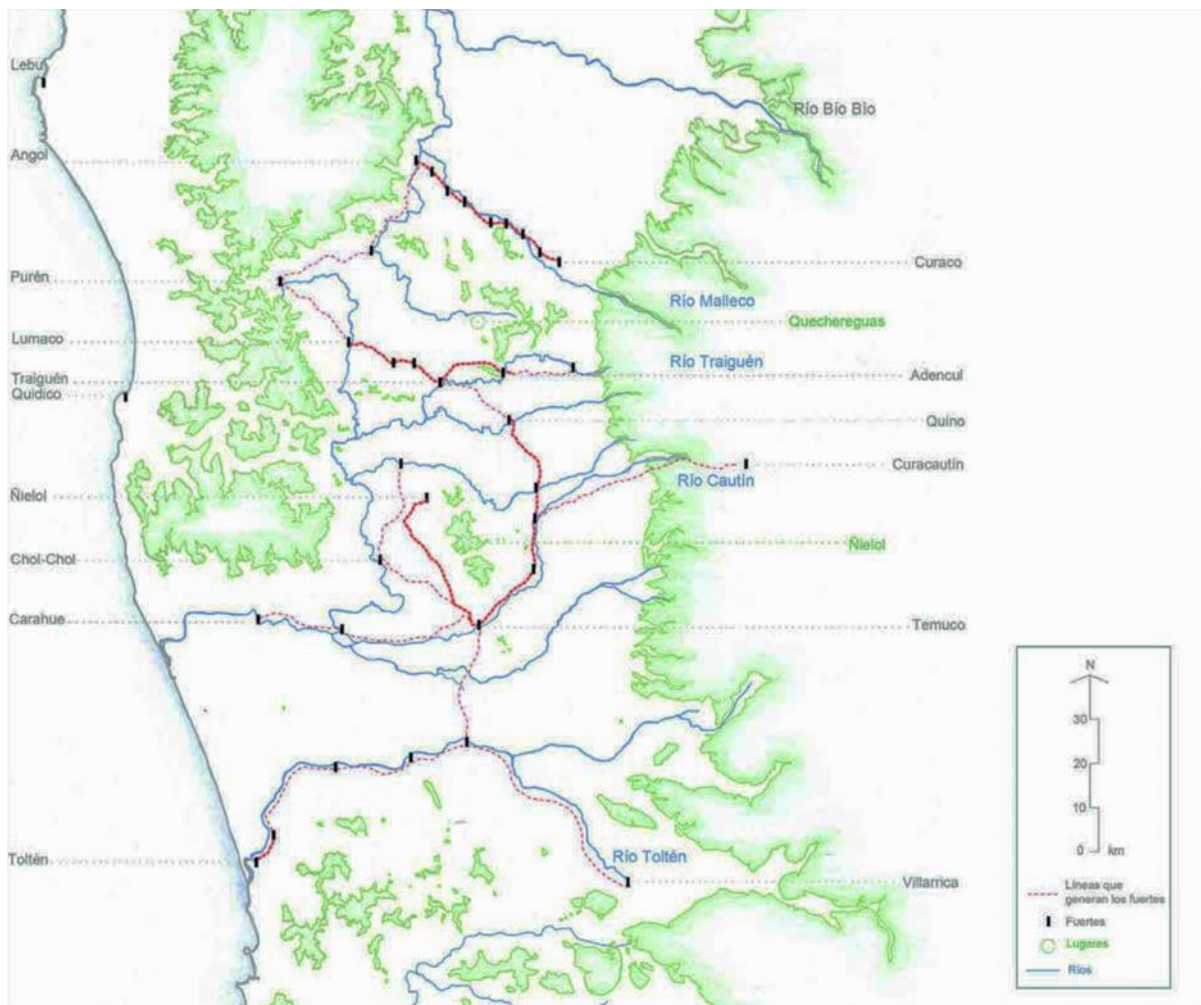 Lebu
Río Bío Bío
Angol
Curaco
Purén
Río Malleco
Quechereguas
Lumaco
Río Traiguén
Traiguén
Adencul
Quidico
Quino
Curacautín
Río Cautín
Ñielol
Ñielol
Chol-Chol
Carahue
Temuco
N
30
20
10
0 km
Río Toltén
Toltén
Villarrica
Líneas que
generan los fuertes
Fuertes
Lugares
Ríos